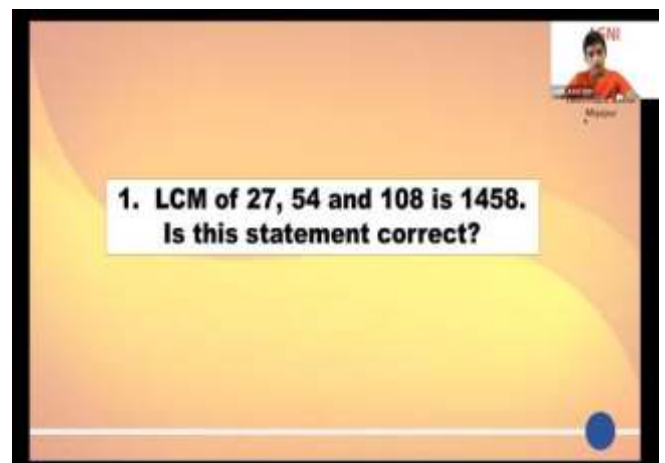 1. LCM of 27, 54 and 108 is 1458.
Is this statement correct?